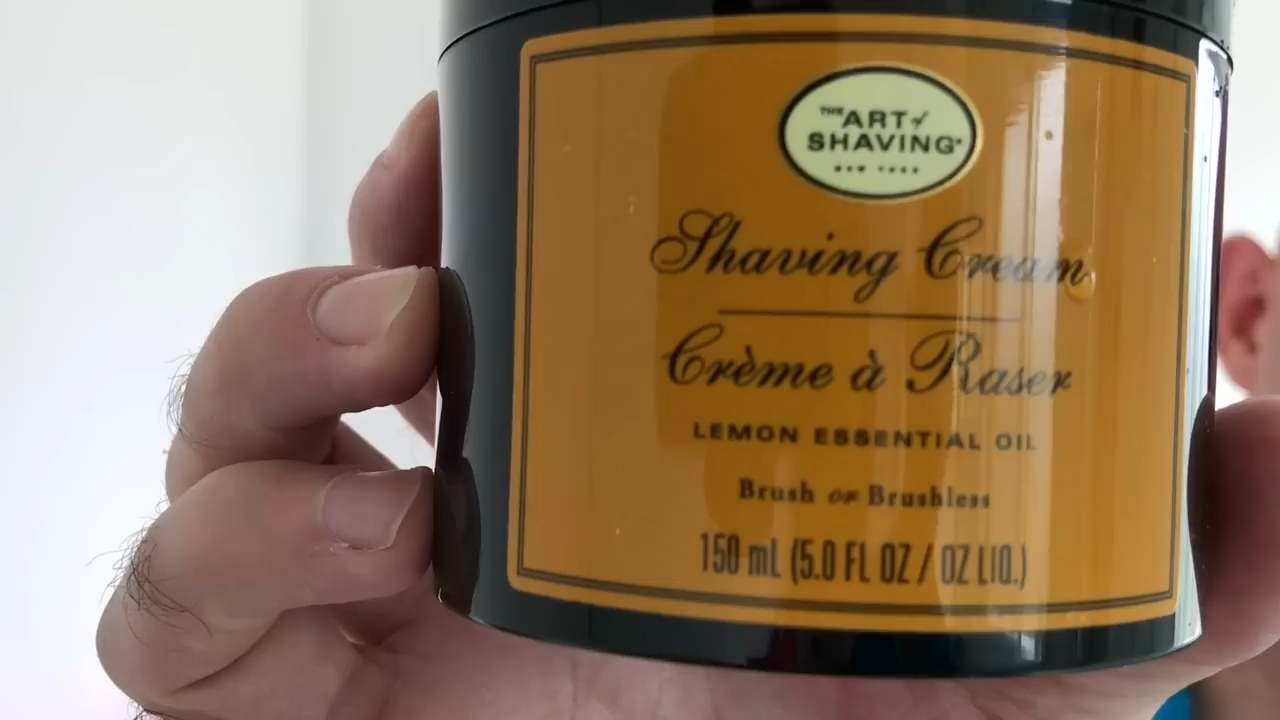 THE ART of
SHAVING
NEW YORK
Shaving Cream
Crème à Raser
LEMON ESSENTIAL OIL
Brush or Brushless
150 mL (5.0 FL OZ / OZ LIQ.)